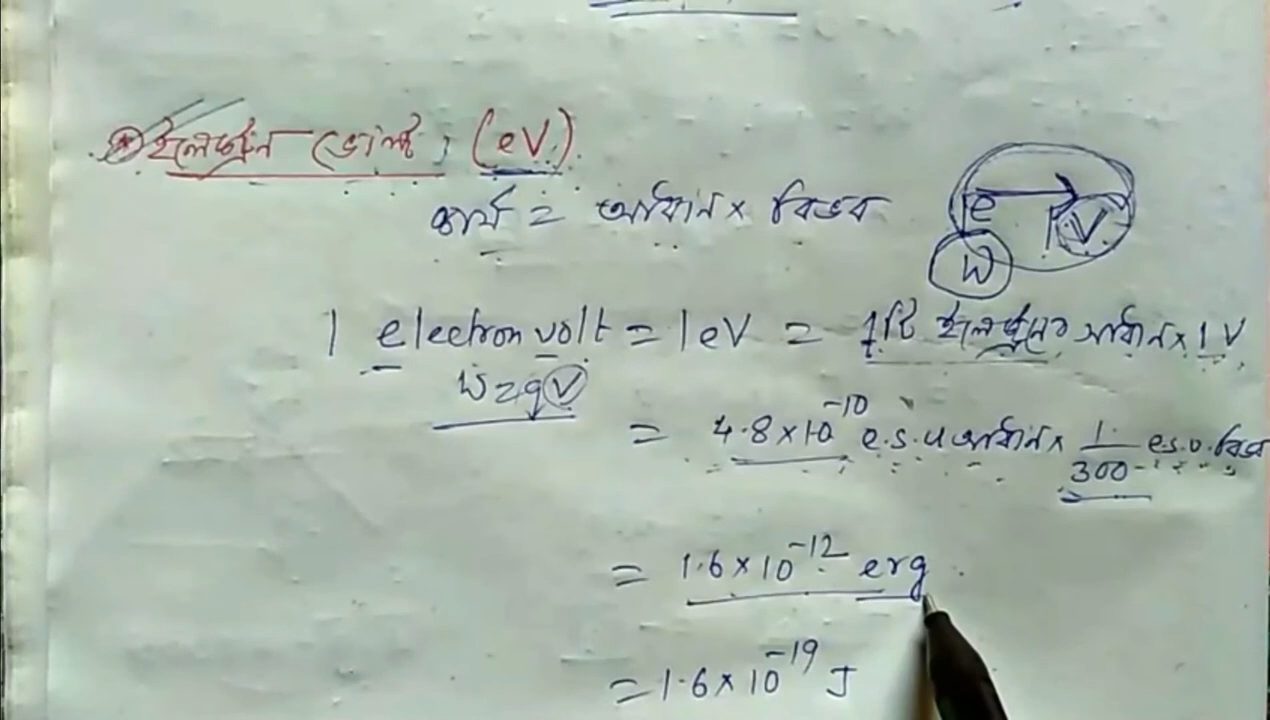 ইলেকট্রন ভোল্ট : (eV)
কার্য = আধান × বিভব
e V
W
1 electron volt = 1eV = 1টি ইলেকট্রনের আধান × 1 V
W = qV
= 4.8 × 10⁻¹⁰ e.s.u আধান × 1/300 e.s.u. বিভব
= 1.6 × 10⁻¹² erg
= 1.6 × 10⁻¹⁹ J